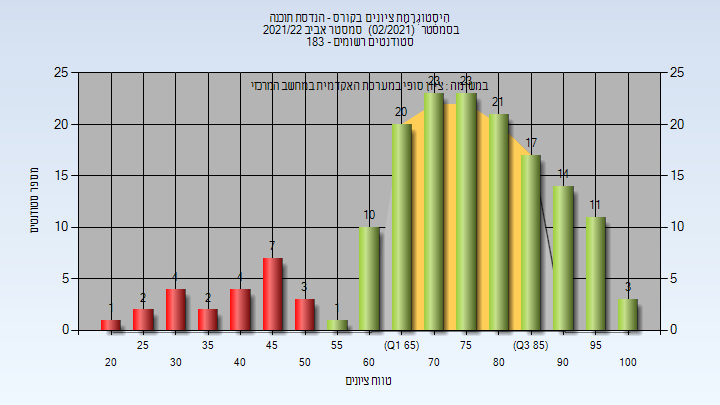 היסטוגרמת ציונים בקורס - הנדסת תוכנה
בסמסטר (02/2021) סמסטר אביב 2021/22
סטודנטים רשומים - 183
במשימה : ציון סופי במערכת האקדמית במחשב המרכזי
מספר סטודנטים
25 20 15 10 5 0
25 20 15 10 5 0
1 2 4 2 4 7 3 1 10 20 23 23 21 17 14 11 3
25 35 45 55 (Q1 65) 75 (Q3 85) 95
20 30 40 50 60 70 80 90 100
טווח ציונים